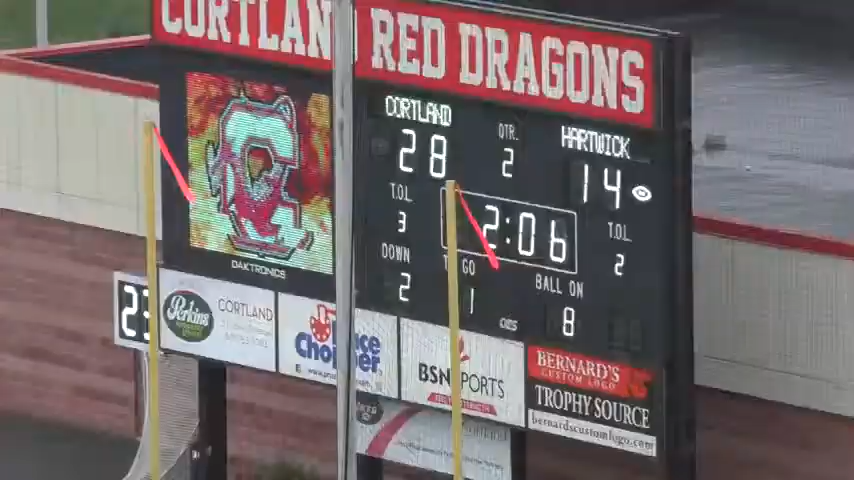 CORTLAND RED DRAGONS
CORTLAND
28
QTR.
2
HARTWICK
14
T.O.L.
3
2:06
T.O.L.
2
DOWN
2
TO GO
1
BALL ON
8
DAKTRONICS
23
Perkins
CORTLAND
Choice
www.
BSN SPORTS
BERNARD'S
CUSTOM LOGO
TROPHY SOURCE
bernardscustomlogo.com